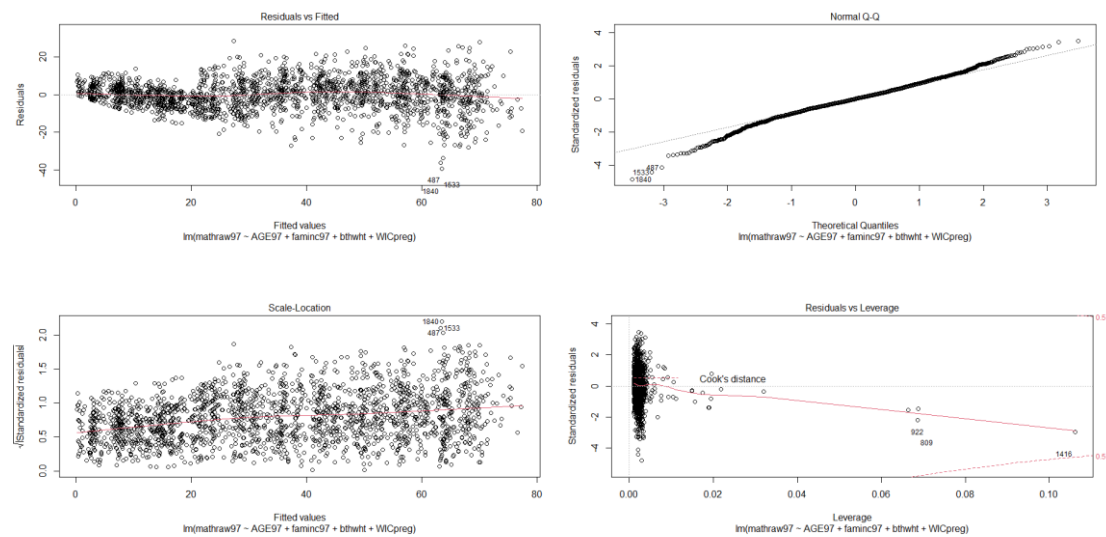 Residuals vs Fitted
Residuals
20
0
-20
-40
487
1533
1840
0 20 40 60 80
Fitted values
lm(mathraw97 ~ AGE97 + faminc97 + bthwht + WICpreg)
Normal Q-Q
Standardized residuals
4
2
0
-2
-4
487
1533
1840
-3 -2 -1 0 1 2 3
Theoretical Quantiles
lm(mathraw97 ~ AGE97 + faminc97 + bthwht + WICpreg)
Scale-Location
√|Standardized residuals|
2.0
1.5
1.0
0.5
0.0
1840
1533
487
0 20 40 60 80
Fitted values
lm(mathraw97 ~ AGE97 + faminc97 + bthwht + WICpreg)
Residuals vs Leverage
Standardized residuals
4
2
0
-2
-4
Cook's distance
922
809
1416
0.5
0.5
0.00 0.02 0.04 0.06 0.08 0.10
Leverage
lm(mathraw97 ~ AGE97 + faminc97 + bthwht + WICpreg)